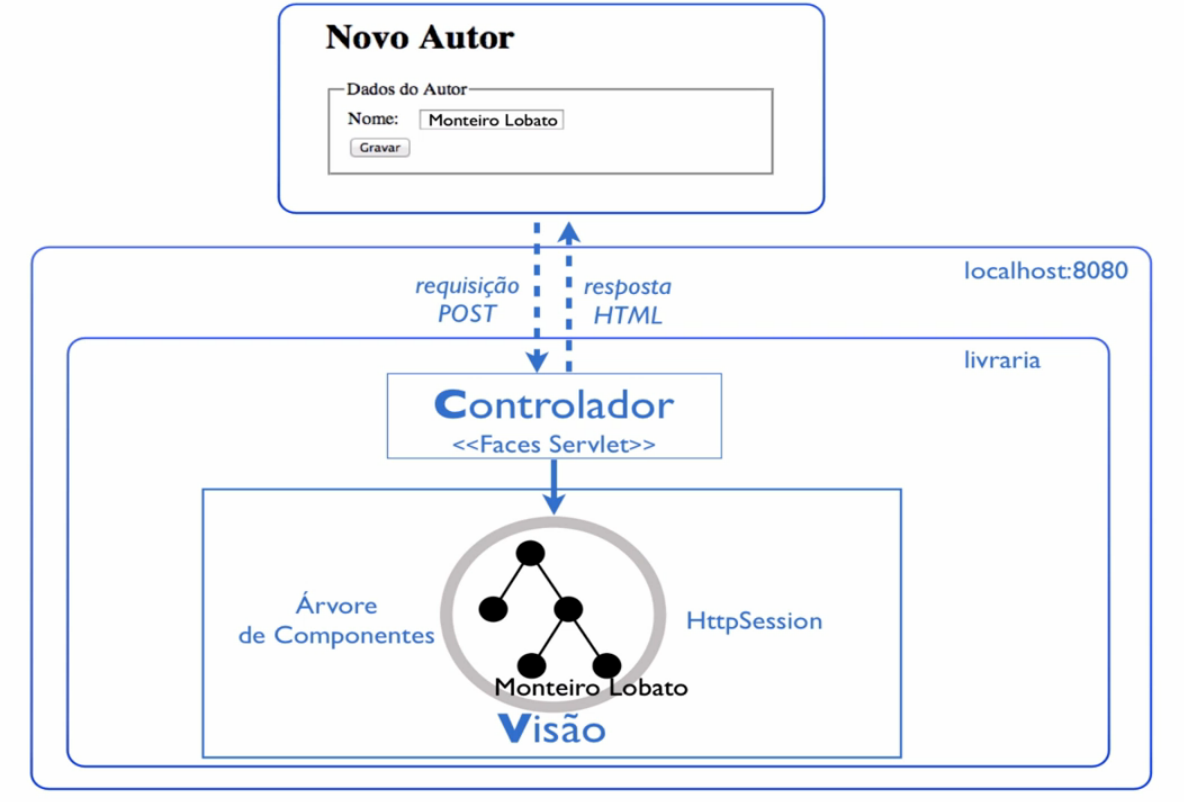 Novo Autor
Dados do Autor
Nome: Monteiro Lobato
Gravar
localhost:8080
requisição
POST
resposta
HTML
livraria
Controlador
<<Faces Servlet>>
Árvore
de Componentes
HttpSession
Monteiro Lobato
Visão